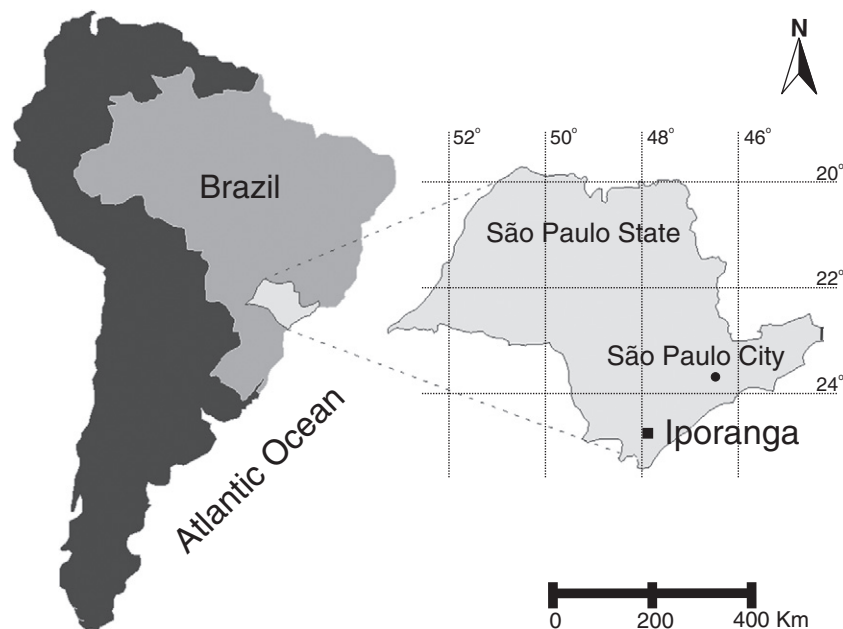 N
52° 50° 48° 46°
20°
Brazil
São Paulo State
22°
São Paulo City
24°
Iporanga
Atlantic Ocean
0 200 400 Km